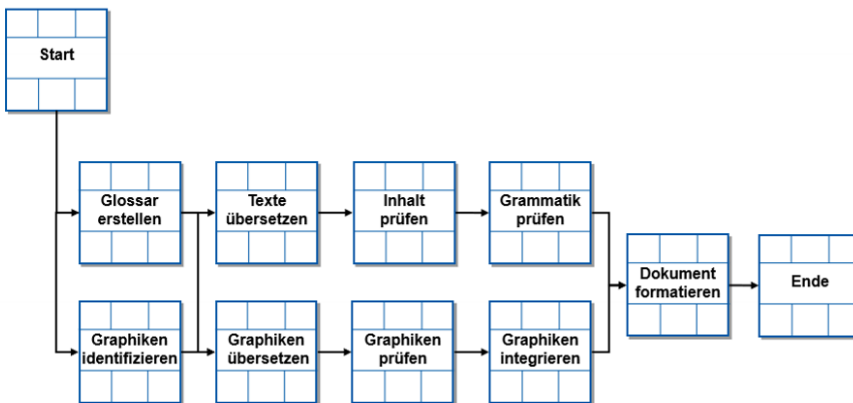 Start
Glossar
erstellen
Texte
übersetzen
Inhalt
prüfen
Grammatik
prüfen
Dokument
formatieren
Ende
Graphiken
identifizieren
Graphiken
übersetzen
Graphiken
prüfen
Graphiken
integrieren